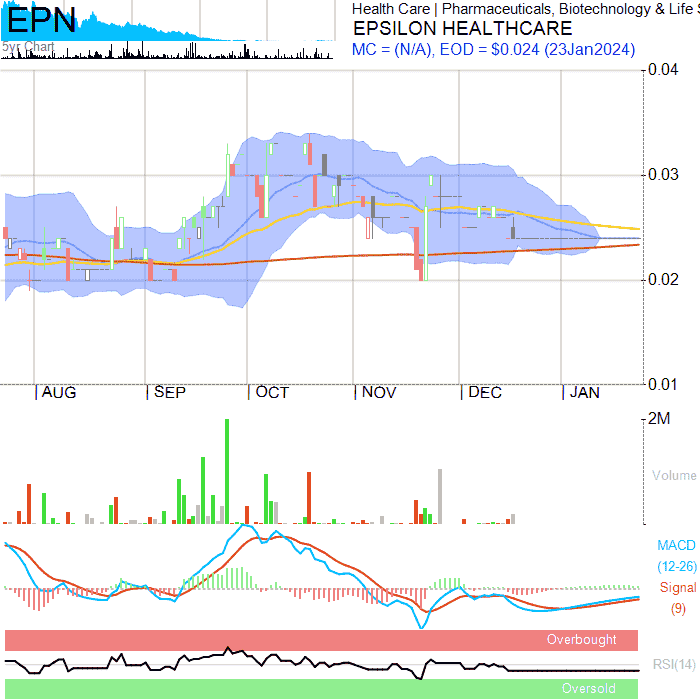 EPN
5yr Chart
Health Care | Pharmaceuticals, Biotechnology & Life S
EPSILON HEALTHCARE
MC = (N/A), EOD = $0.024 (23Jan2024)
0.04
0.03
0.02
0.01
AUG
SEP
OCT
NOV
DEC
JAN
2M
Volume
MACD
(12-26)
Signal
(9)
Overbought
RSI(14)
Oversold